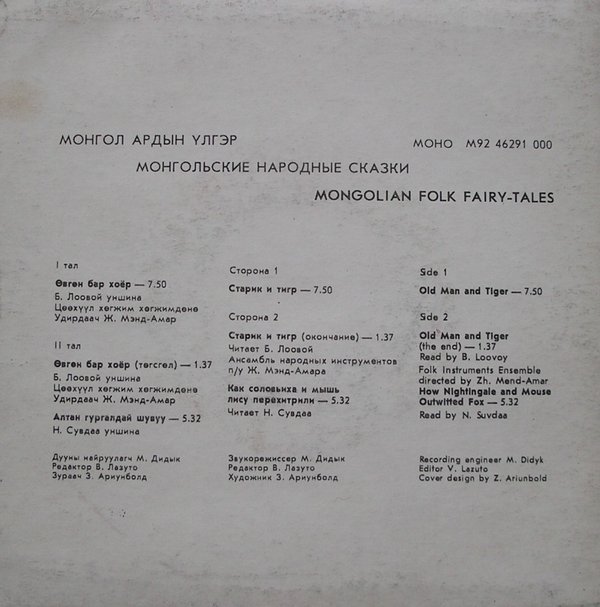 МОНГОЛ АРДЫН ҮЛГЭР
МОНО М92 46291 000
МОНГОЛЬСКИЕ НАРОДНЫЕ СКАЗКИ
MONGOLIAN FOLK FAIRY-TALES
I тал
Өвгөн бар хоёр — 7.50
Б. Лоовой уншина
Цөөхүүл хөгжим хөгжимдөнө
Удирдаач Ж. Мэнд-Амар
II тал
Өвгөн бар хоёр (төгсгөл) — 1.37
Б. Лоовой уншина
Цөөхүүл хөгжим хөгжимдөнө
Удирдаач Ж. Мэнд-Амар
Алтан гургалдай шувуу — 5.32
Н. Сувдаа уншина
Дууны найруулагч М. Дидык
Редактор В. Лазуто
Зураач З. Ариунболд
Сторона 1
Старик и тигр — 7.50
Сторона 2
Старик и тигр (окончание) — 1.37
Читает Б. Лоовой
Ансамбль народных инструментов
п/у Ж. Мэнд-Амара
Как соловьиха и мышь
лису перехитрили — 5.32
Читает Н. Сувдаа
Звукорежиссер М. Дидык
Редактор В. Лазуто
Художник З. Ариунболд
Side 1
Old Man and Tiger — 7.50
Side 2
Old Man and Tiger
(the end) — 1.37
Read by B. Loovoy
Folk Instruments Ensemble
directed by Zh. Mend-Amar
How Nightingale and Mouse
Outwitted Fox — 5.32
Read by N. Suvdaa
Recording engineer M. Didyk
Editor V. Lazuto
Cover design by Z. Ariunbold